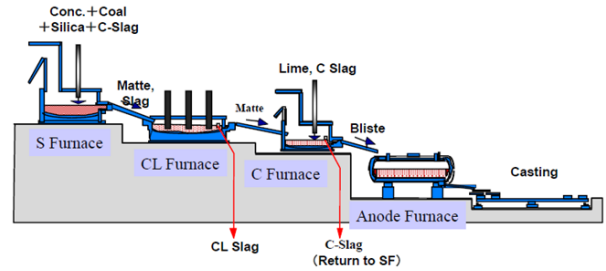 Conc.+Coal
+Silica+C-Slag
Matte,
Slag
Lime, C Slag
Matte
Bliste
S Furnace
CL Furnace
C Furnace
Casting
Anode Furnace
CL Slag
C-Slag
(Return to SF)